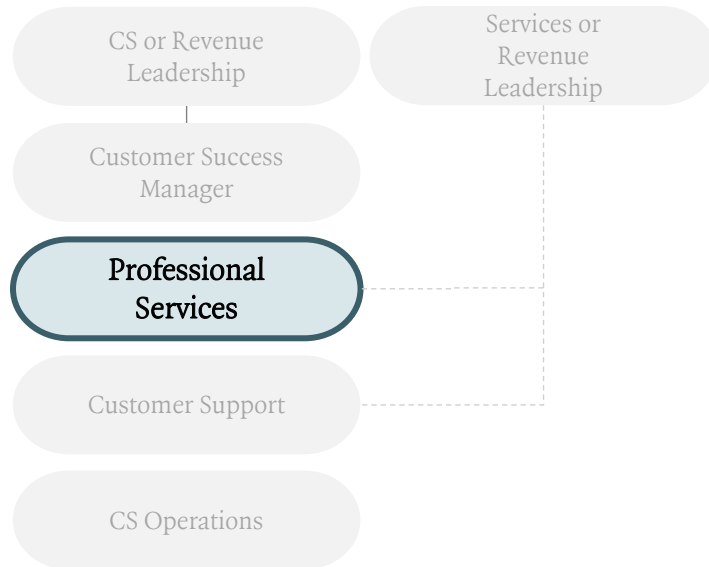 CS or Revenue
Leadership
Services or
Revenue
Leadership
Customer Success
Manager
Professional
Services
Customer Support
CS Operations